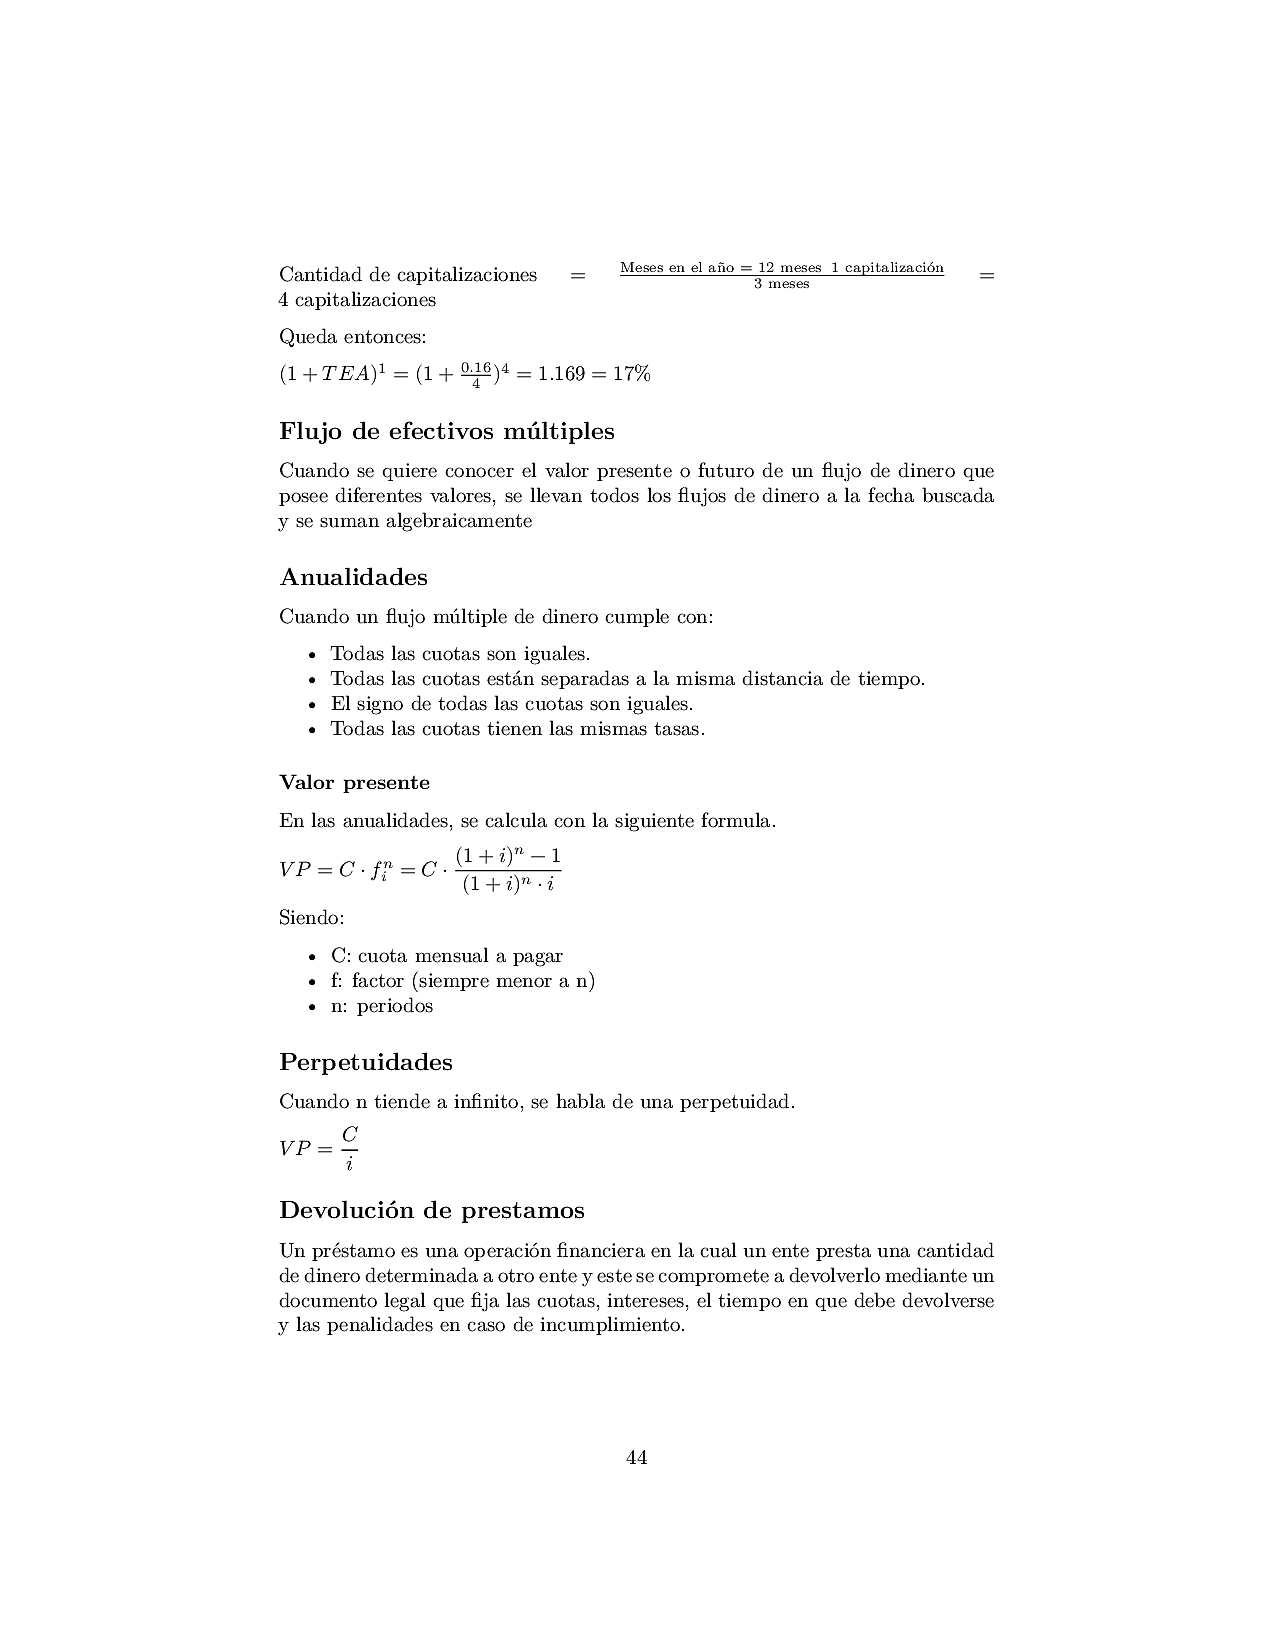 Cantidad de capitalizaciones = \frac{Meses en el año = 12 meses 1 capitalización}{3 meses} =
4 capitalizaciones
Queda entonces:
(1 + TEA)^1 = (1 + \frac{0.16}{4})^4 = 1.169 = 17%
Flujo de efectivos múltiples
Cuando se quiere conocer el valor presente o futuro de un flujo de dinero que
posee diferentes valores, se llevan todos los flujos de dinero a la fecha buscada
y se suman algebraicamente
Anualidades
Cuando un flujo múltiple de dinero cumple con:
• Todas las cuotas son iguales.
• Todas las cuotas están separadas a la misma distancia de tiempo.
• El signo de todas las cuotas son iguales.
• Todas las cuotas tienen las mismas tasas.
Valor presente
En las anualidades, se calcula con la siguiente formula.
VP = C · f_i^n = C · \frac{(1 + i)^n − 1}{(1 + i)^n · i}
Siendo:
• C: cuota mensual a pagar
• f: factor (siempre menor a n)
• n: periodos
Perpetuidades
Cuando n tiende a infinito, se habla de una perpetuidad.
VP = \frac{C}{i}
Devolución de prestamos
Un préstamo es una operación financiera en la cual un ente presta una cantidad
de dinero determinada a otro ente y este se compromete a devolverlo mediante un
documento legal que fija las cuotas, intereses, el tiempo en que debe devolverse
y las penalidades en caso de incumplimiento.
44